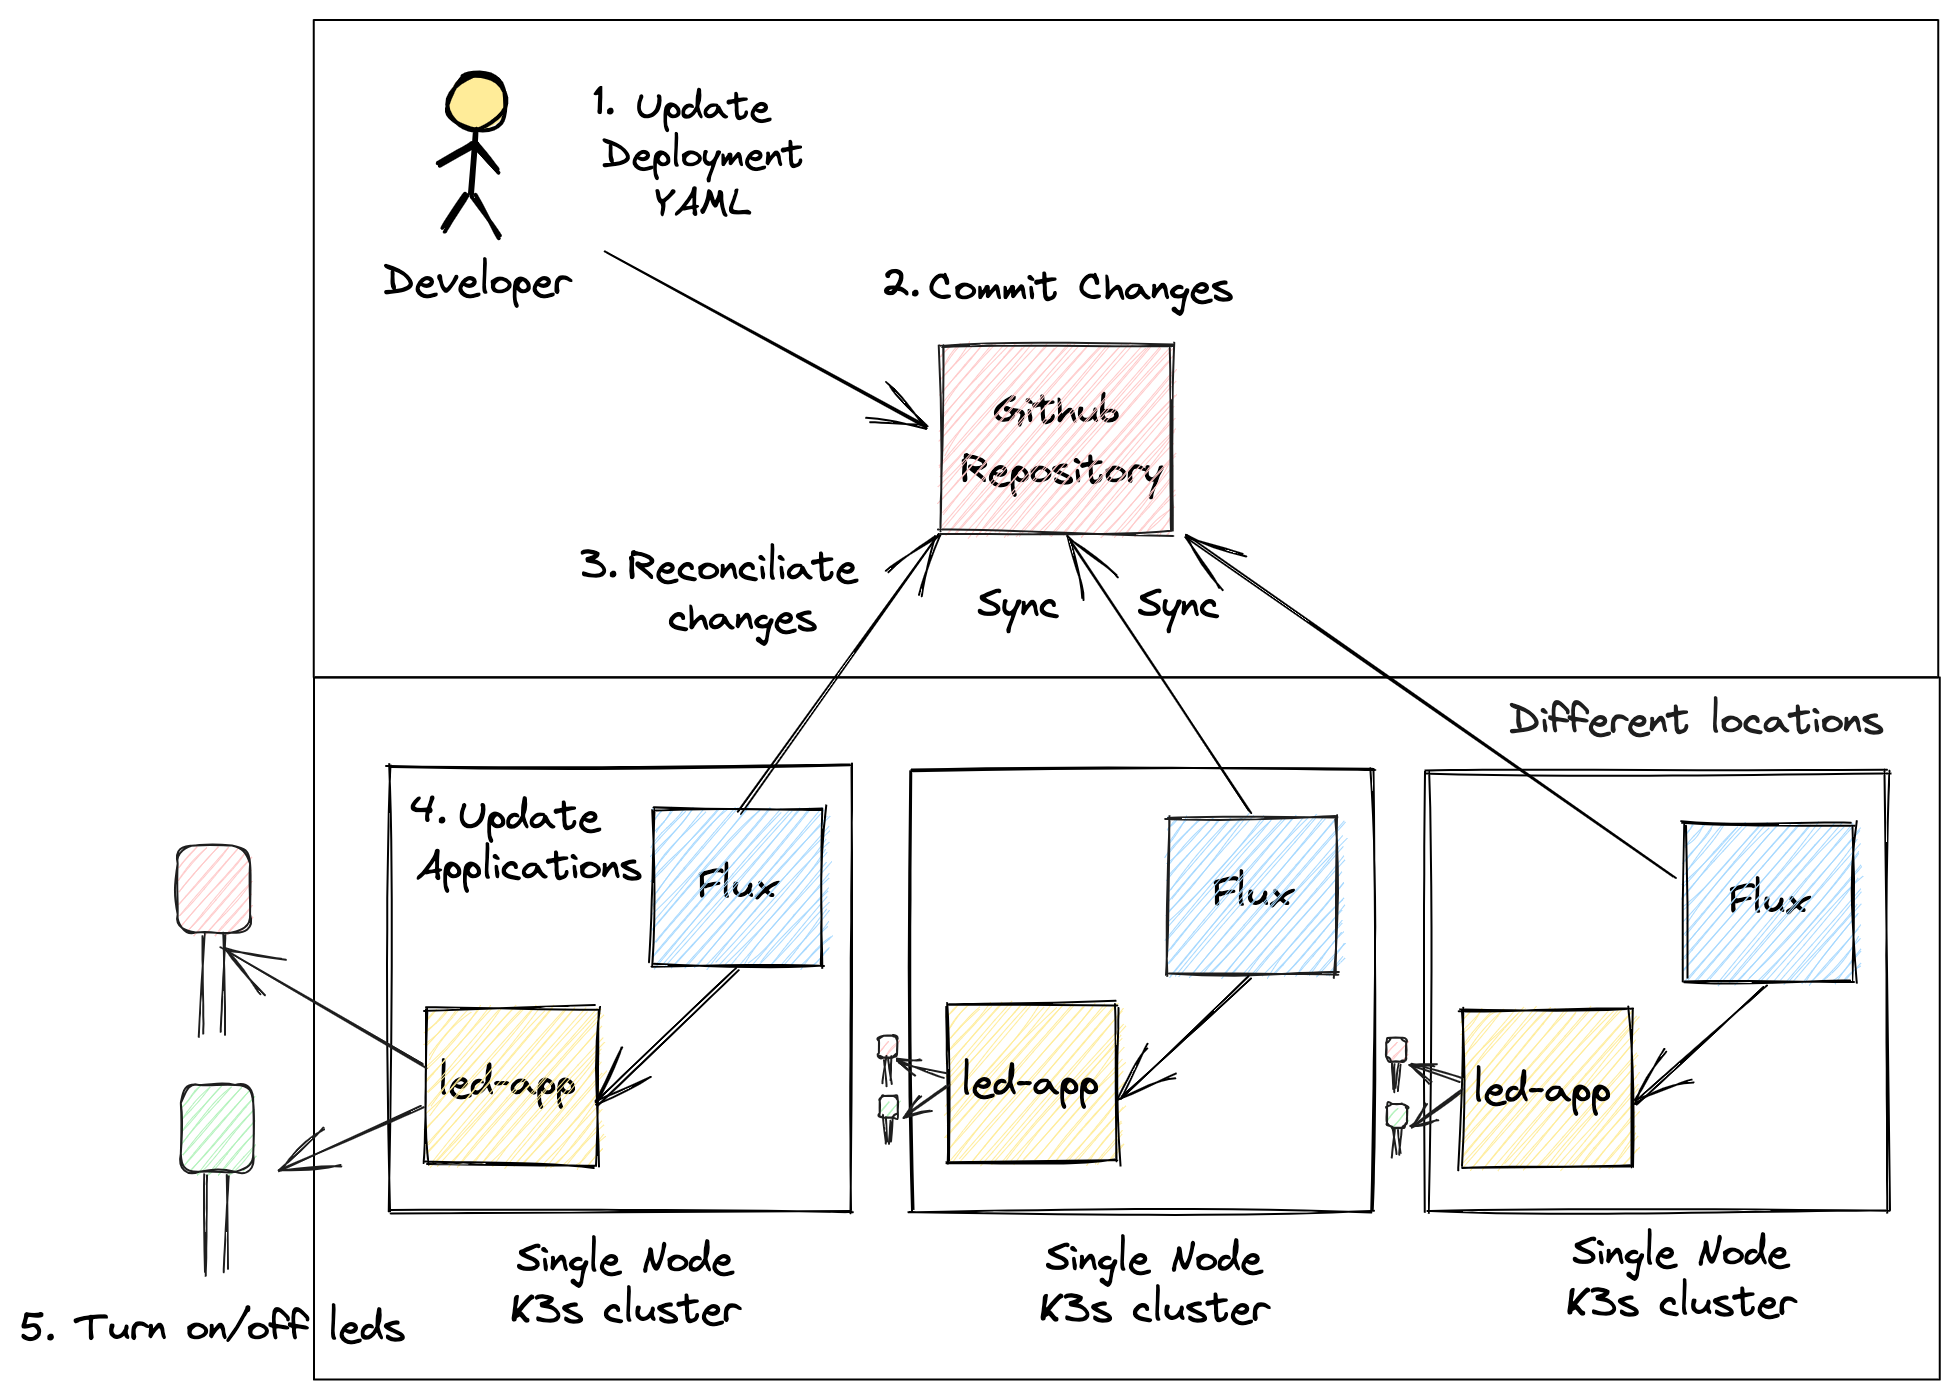 1. Update
Deployment
YAML
Developer
2. Commit Changes
Github
Repository
3. Reconciliate
changes
Sync
Sync
Different locations
4. Update
Applications
Flux
Flux
Flux
led-app
led-app
led-app
Single Node
K3s cluster
Single Node
K3s cluster
Single Node
K3s cluster
5. Turn on/off leds